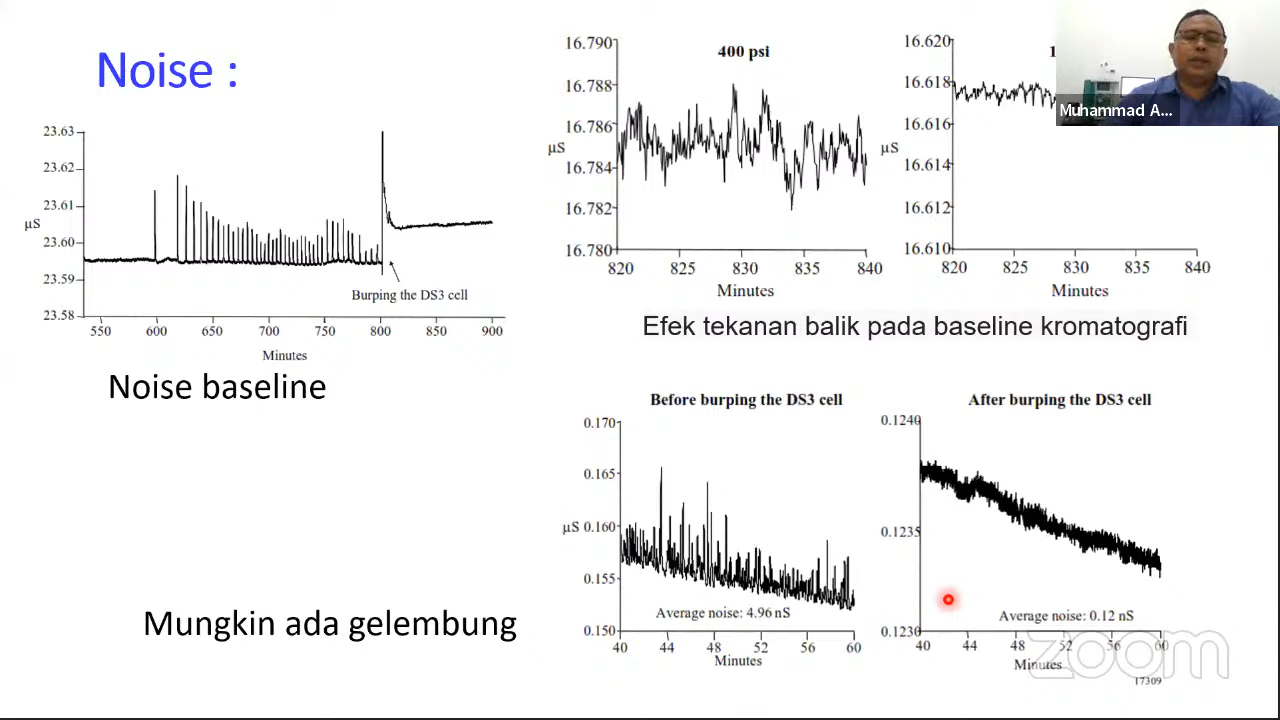 Noise :
23.63
23.62
23.61
µS
23.60
23.59
23.58
Burping the DS3 cell
550 600 650 700 750 800 850 900
Minutes
Noise baseline
Mungkin ada gelembung
400 psi
16.790
16.788
16.786
µS
16.784
16.782
16.780
820 825 830 835 840
Minutes
16.620
16.618
16.616
µS
16.614
16.612
16.610
820 825 830 835 840
Minutes
Muhammad A...
Efek tekanan balik pada baseline kromatografi
Before burping the DS3 cell
0.170
0.165
µS 0.160
0.155
0.150
Average noise: 4.96 nS
40 44 48 52 56 60
Minutes
After burping the DS3 cell
0.1240
0.1235
0.1230
Average noise: 0.12 nS
40 44 48 52 56 60
Minutes
17309
zoom